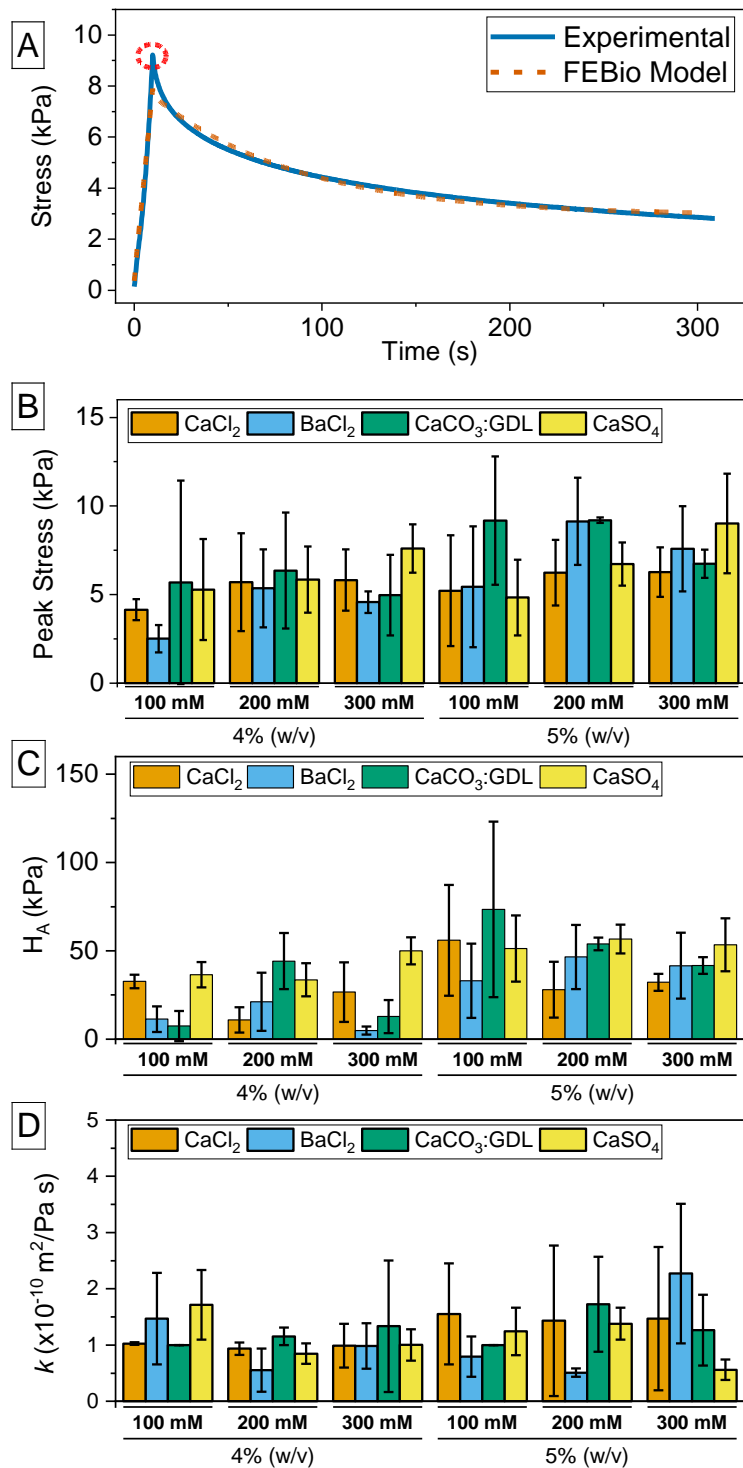 A
10
8
6
4
2
0
Stress (kPa)
Experimental
FEBio Model
0 100 200 300
Time (s)
B
15
10
5
0
Peak Stress (kPa)
CaCl₂ BaCl₂ CaCO₃:GDL CaSO₄
100 mM 200 mM 300 mM 100 mM 200 mM 300 mM
4% (w/v) 5% (w/v)
C
150
100
50
0
H_A (kPa)
CaCl₂ BaCl₂ CaCO₃:GDL CaSO₄
100 mM 200 mM 300 mM 100 mM 200 mM 300 mM
4% (w/v) 5% (w/v)
D
5
4
3
2
1
0
k (x10⁻¹⁰ m²/Pa s)
CaCl₂ BaCl₂ CaCO₃:GDL CaSO₄
100 mM 200 mM 300 mM 100 mM 200 mM 300 mM
4% (w/v) 5% (w/v)